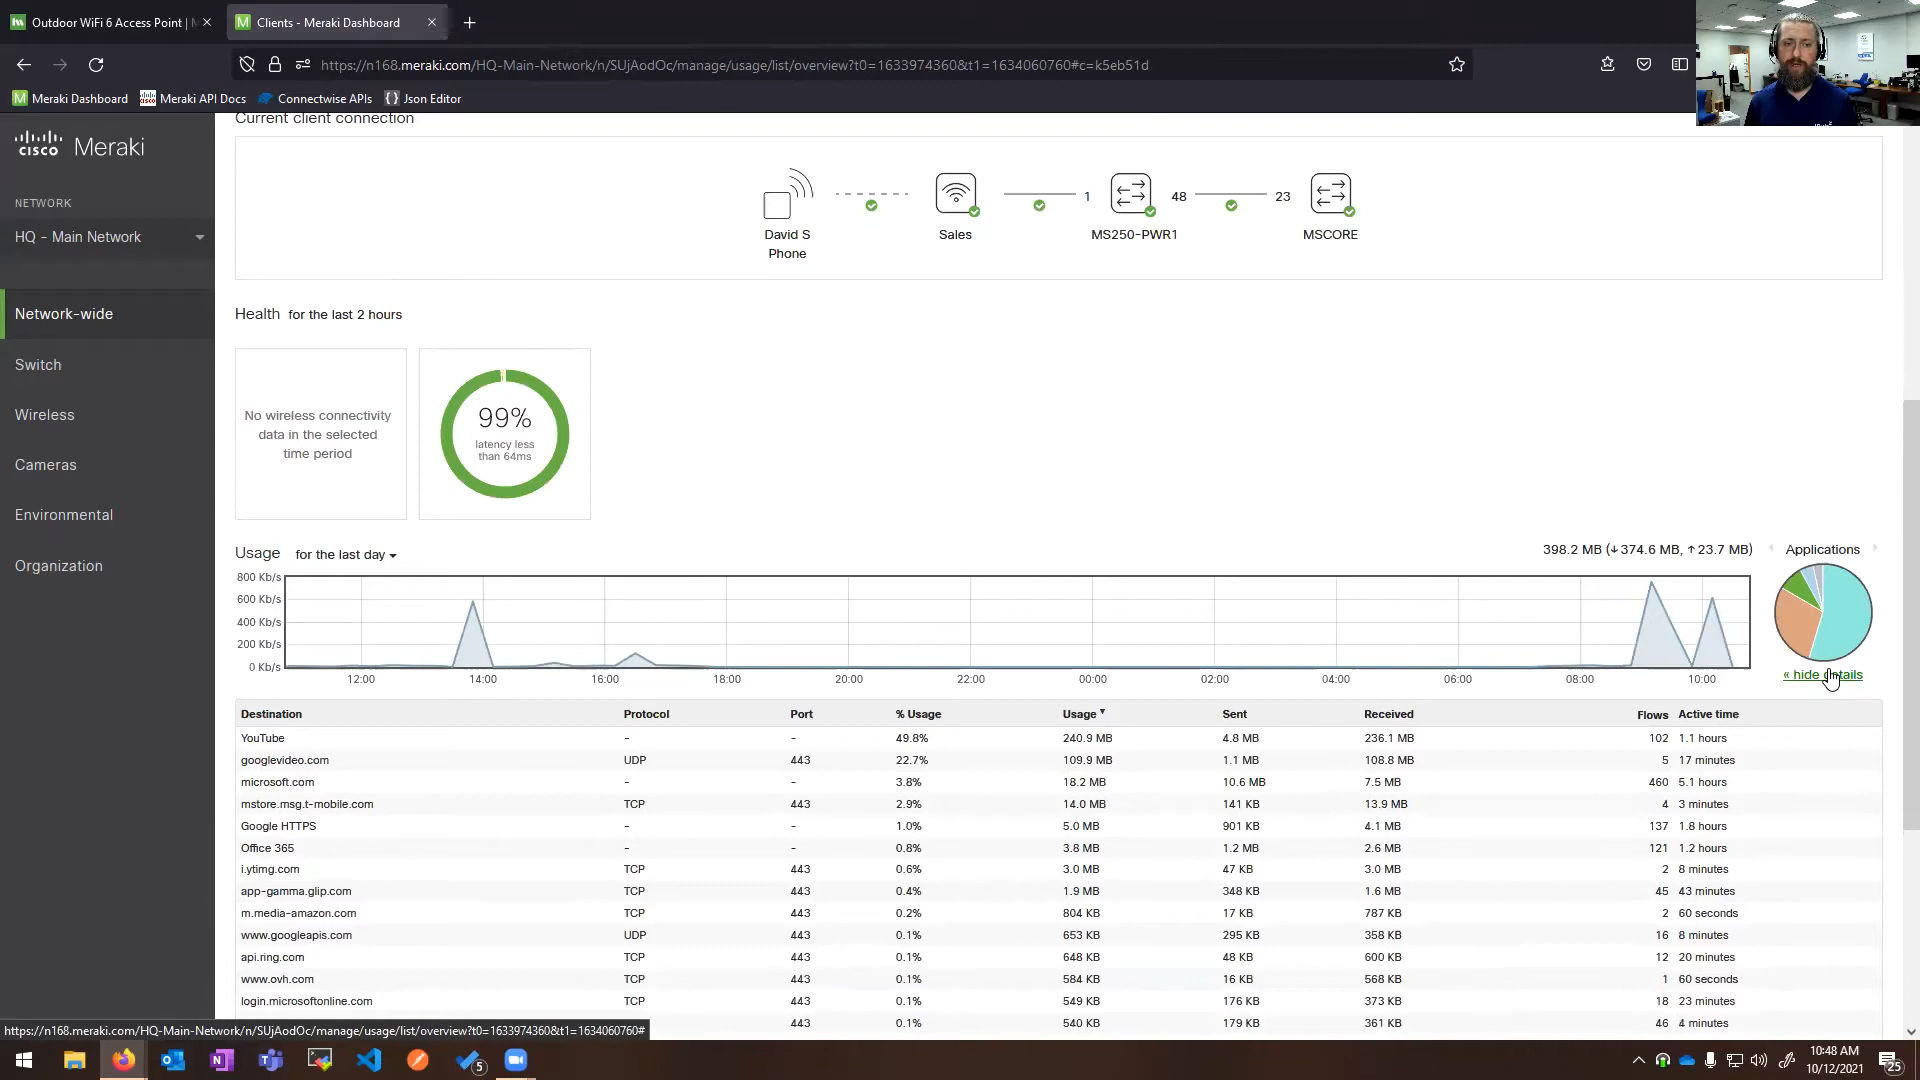 Outdoor WiFi 6 Access Point |
Clients - Meraki Dashboard
https://n168.meraki.com/HQ-Main-Network/n/SUjAodOc/manage/usage/list/overview?t0=1633974360&t1=1634060760#c=k5eb51d
Meraki Dashboard
Meraki API Docs
Connectwise APIs
Json Editor
cisco Meraki
NETWORK
HQ - Main Network
Network-wide
Switch
Wireless
Cameras
Environmental
Organization
Current client connection
1
48
23
David S
Phone
Sales
MS250-PWR1
MSCORE
Health for the last 2 hours
No wireless connectivity
data in the selected
time period
99%
latency less
than 64ms
Usage for the last day
398.2 MB (↓374.6 MB, ↑23.7 MB)
Applications
800 Kb/s
600 Kb/s
400 Kb/s
200 Kb/s
0 Kb/s
12:00 14:00 16:00 18:00 20:00 22:00 00:00 02:00 04:00 06:00 08:00 10:00
« hide details
Destination Protocol Port % Usage Usage ▼ Sent Received Flows Active time
YouTube - - 49.8% 240.9 MB 4.8 MB 236.1 MB 102 1.1 hours
googlevideo.com UDP 443 22.7% 109.9 MB 1.1 MB 108.8 MB 5 17 minutes
microsoft.com - - 3.8% 18.2 MB 10.6 MB 7.5 MB 460 5.1 hours
mstore.msg.t-mobile.com TCP 443 2.9% 14.0 MB 141 KB 13.9 MB 4 3 minutes
Google HTTPS - - 1.0% 5.0 MB 901 KB 4.1 MB 137 1.8 hours
Office 365 - - 0.8% 3.8 MB 1.2 MB 2.6 MB 121 1.2 hours
i.ytimg.com TCP 443 0.6% 3.0 MB 47 KB 3.0 MB 2 8 minutes
app-gamma.glip.com TCP 443 0.4% 1.9 MB 348 KB 1.6 MB 45 43 minutes
m.media-amazon.com TCP 443 0.2% 804 KB 17 KB 787 KB 2 60 seconds
www.googleapis.com UDP 443 0.1% 653 KB 295 KB 358 KB 16 8 minutes
api.ring.com TCP 443 0.1% 648 KB 48 KB 600 KB 12 20 minutes
www.ovh.com TCP 443 0.1% 584 KB 16 KB 568 KB 1 60 seconds
login.microsoftonline.com TCP 443 0.1% 549 KB 176 KB 373 KB 18 23 minutes
443 0.1% 540 KB 179 KB 361 KB 46 4 minutes
https://n168.meraki.com/HQ-Main-Network/n/SUjAodOc/manage/usage/list/overview?t0=1633974360&t1=1634060760#
5
10:48 AM
10/12/2021
25